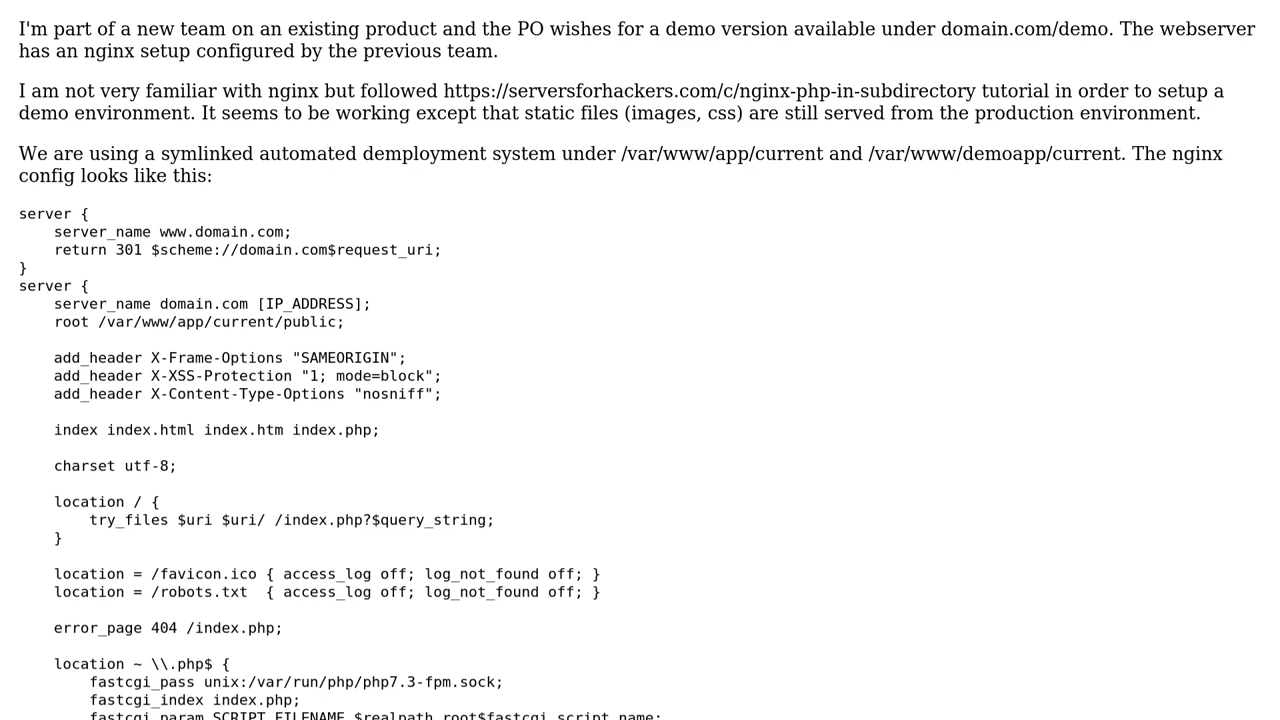 I'm part of a new team on an existing product and the PO wishes for a demo version available under domain.com/demo. The webserver
has an nginx setup configured by the previous team.
I am not very familiar with nginx but followed https://serversforhackers.com/c/nginx-php-in-subdirectory tutorial in order to setup a
demo environment. It seems to be working except that static files (images, css) are still served from the production environment.
We are using a symlinked automated demployment system under /var/www/app/current and /var/www/demoapp/current. The nginx
config looks like this:
server {
    server_name www.domain.com;
    return 301 $scheme://domain.com$request_uri;
}
server {
    server_name domain.com [IP_ADDRESS];
    root /var/www/app/current/public;
    add_header X-Frame-Options "SAMEORIGIN";
    add_header X-XSS-Protection "1; mode=block";
    add_header X-Content-Type-Options "nosniff";
    index index.html index.htm index.php;
    charset utf-8;
    location / {
        try_files $uri $uri/ /index.php?$query_string;
    }
    location = /favicon.ico { access_log off; log_not_found off; }
    location = /robots.txt  { access_log off; log_not_found off; }
    error_page 404 /index.php;
    location ~ \\.php$ {
        fastcgi_pass unix:/var/run/php/php7.3-fpm.sock;
        fastcgi_index index.php;
        fastcgi_param SCRIPT_FILENAME $realpath_root$fastcgi_script_name;